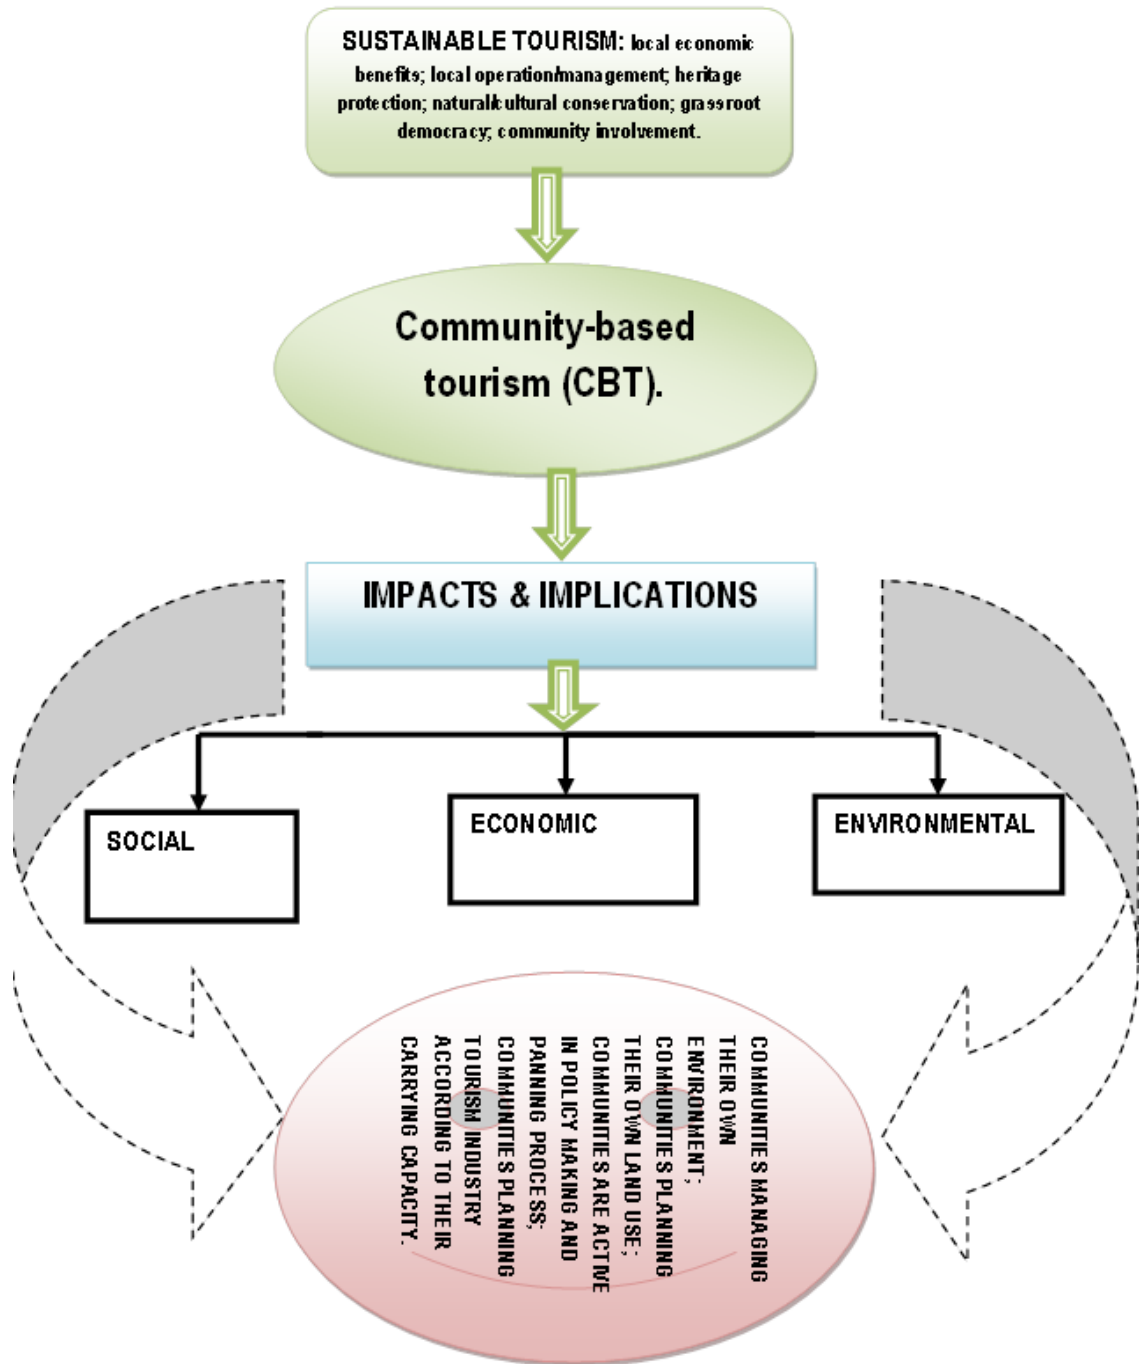 SUSTAINABLE TOURISM: local economic
benefits; local operation/management; heritage
protection; natural/cultural conservation; grassroot
democracy; community involvement.
Community-based
tourism (CBT).
IMPACTS & IMPLICATIONS
SOCIAL
ECONOMIC
ENVIRONMENTAL
COMMUNITIES MANAGING
THEIR OWN
ENVIRONMENT;
COMMUNITIES PLANNING
THEIR OWN LAND USE;
COMMUNITIES ARE ACTIVE
IN POLICY MAKING AND
PANNING PROCESS;
COMMUNITIES PLANNING
TOURISM INDUSTRY
ACCORDING TO THEIR
CARRYING CAPACITY.